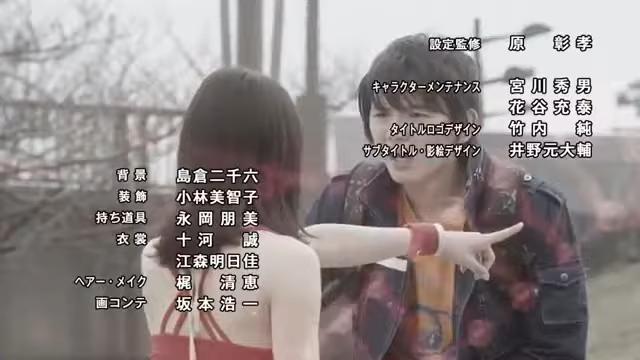 設定監修 原 彰孝
キャラクターメンテナンス 宮川秀男
花谷充泰
タイトルロゴデザイン 竹内 純
サブタイトル・影絵デザイン 井野元大輔
背景 島倉二千六
装飾 小林美智子
持ち道具 永岡朋美
衣裳 十河 誠
江森明日佳
ヘアー・メイク 梶 清恵
画コンテ 坂本浩一